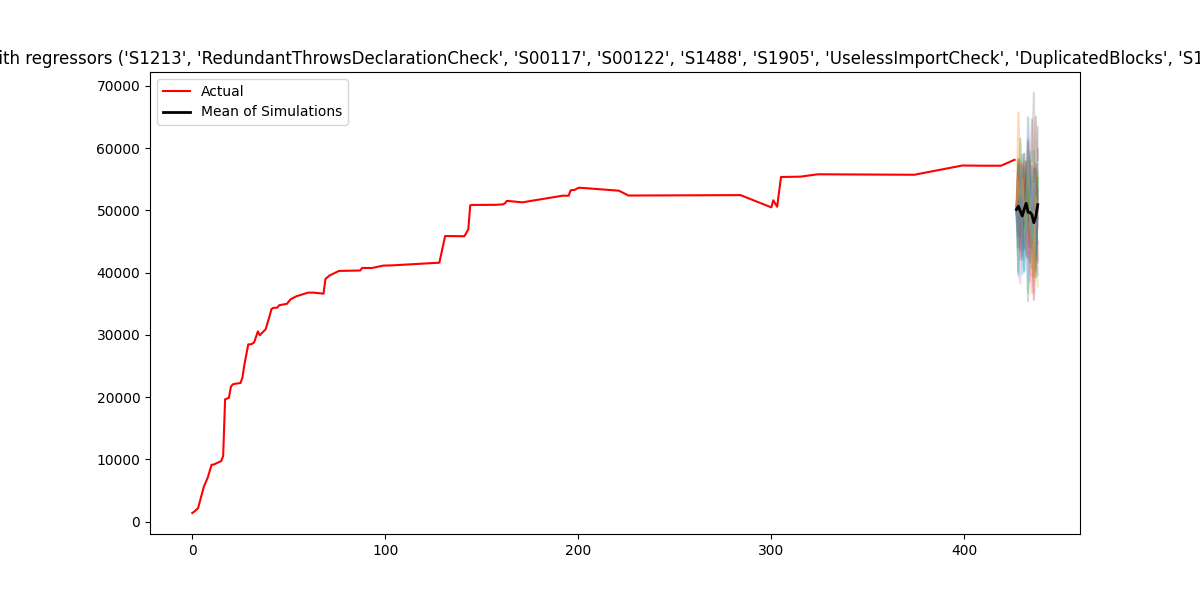 ith regressors ('S1213', 'RedundantThrowsDeclarationCheck', 'S00117', 'S00122', 'S1488', 'S1905', 'UselessImportCheck', 'DuplicatedBlocks', 'S1
Actual
Mean of Simulations
70000
60000
50000
40000
30000
20000
10000
0
0 100 200 300 400